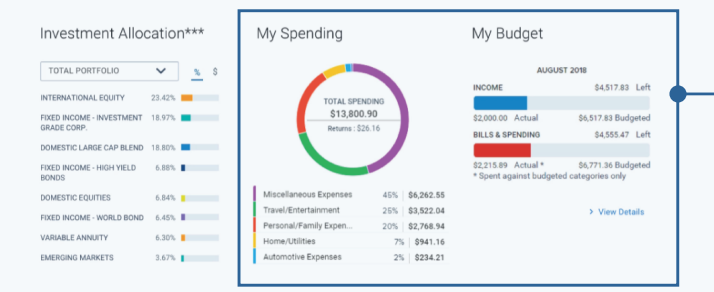 Investment Allocation***
TOTAL PORTFOLIO
% $
INTERNATIONAL EQUITY 23.42%
FIXED INCOME - INVESTMENT 18.97%
GRADE CORP.
DOMESTIC LARGE CAP BLEND 18.80%
FIXED INCOME - HIGH YIELD 6.88%
BONDS
DOMESTIC EQUITIES 6.84%
FIXED INCOME - WORLD BOND 6.45%
VARIABLE ANNUITY 6.30%
EMERGING MARKETS 3.67%
My Spending
TOTAL SPENDING
$13,800.90
Returns : $26.16
Miscellaneous Expenses 45% $6,262.55
Travel/Entertainment 25% $3,522.04
Personal/Family Expen... 20% $2,768.94
Home/Utilities 7% $941.16
Automotive Expenses 2% $234.21
My Budget
AUGUST 2018
INCOME $4,517.83 Left
$2,000.00 Actual $6,517.83 Budgeted
BILLS & SPENDING $4,555.47 Left
$2,215.89 Actual * $6,771.36 Budgeted
* Spent against budgeted categories only
> View Details